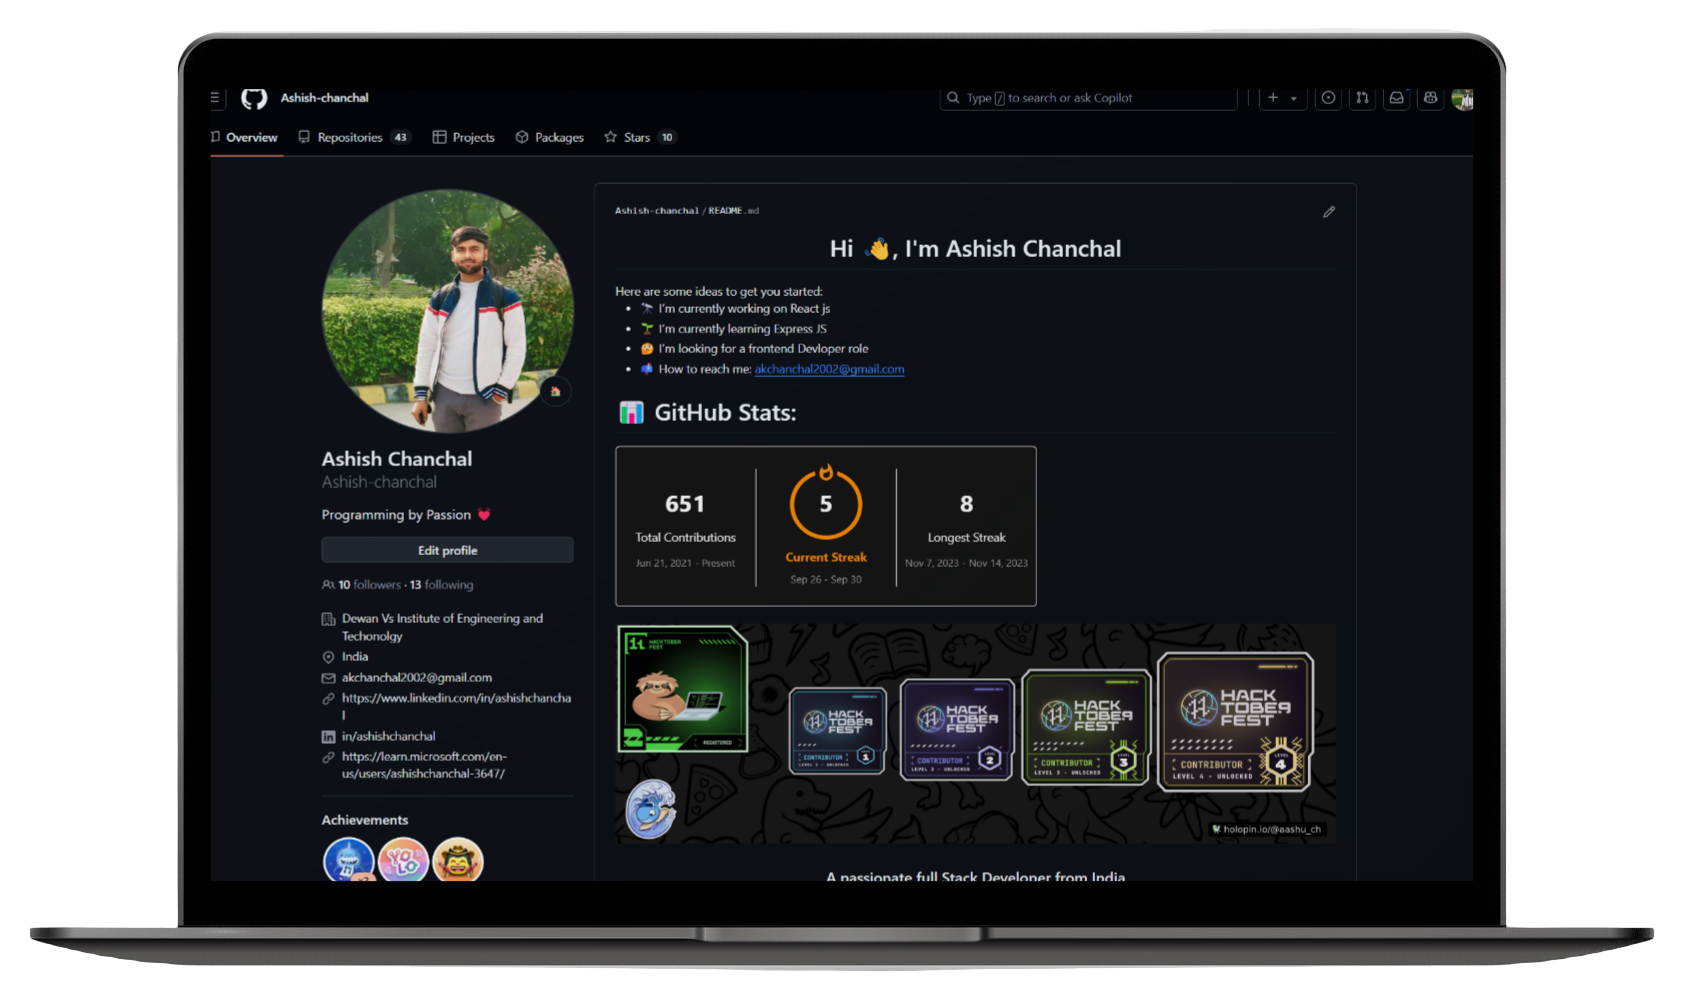 Ashish-chanchal
Type / to search or ask Copilot
Overview
Repositories 43
Projects
Packages
Stars 10
Ashish-chanchal / README.md
Hi 👋, I'm Ashish Chanchal
Here are some ideas to get you started:
• 🔭 I'm currently working on React js
• 🌱 I'm currently learning Express JS
• 🤔 I'm looking for a frontend Devloper role
• 📫 How to reach me: akchanchal2002@gmail.com
📊 GitHub Stats:
651
Total Contributions
Jun 21, 2021 - Present
5
Current Streak
Sep 26 - Sep 30
8
Longest Streak
Nov 7, 2023 - Nov 14, 2023
Ashish Chanchal
Ashish-chanchal
Programming by Passion 💓
Edit profile
10 followers · 13 following
Dewan Vs Institute of Engineering and
Techonolgy
India
akchanchal2002@gmail.com
https://www.linkedin.com/in/ashishchancha
l
in/ashishchanchal
https://learn.microsoft.com/en-
us/users/ashishchanchal-3647/
Achievements
YOLO
11 HACKTOBER
FEST
REGISTERED
HACK
TOBER
FEST
CONTRIBUTOR
LEVEL 1 - UNLOCKED
1
HACK
TOBER
FEST
CONTRIBUTOR
LEVEL 2 - UNLOCKED
2
HACK
TOBER
FEST
CONTRIBUTOR
LEVEL 3 - UNLOCKED
LEVEL
3
HACK
TOBER
FEST
CONTRIBUTOR
LEVEL 4 - UNLOCKED
LEVEL
4
holopin.io/@aashu_ch
A passionate full Stack Developer from India